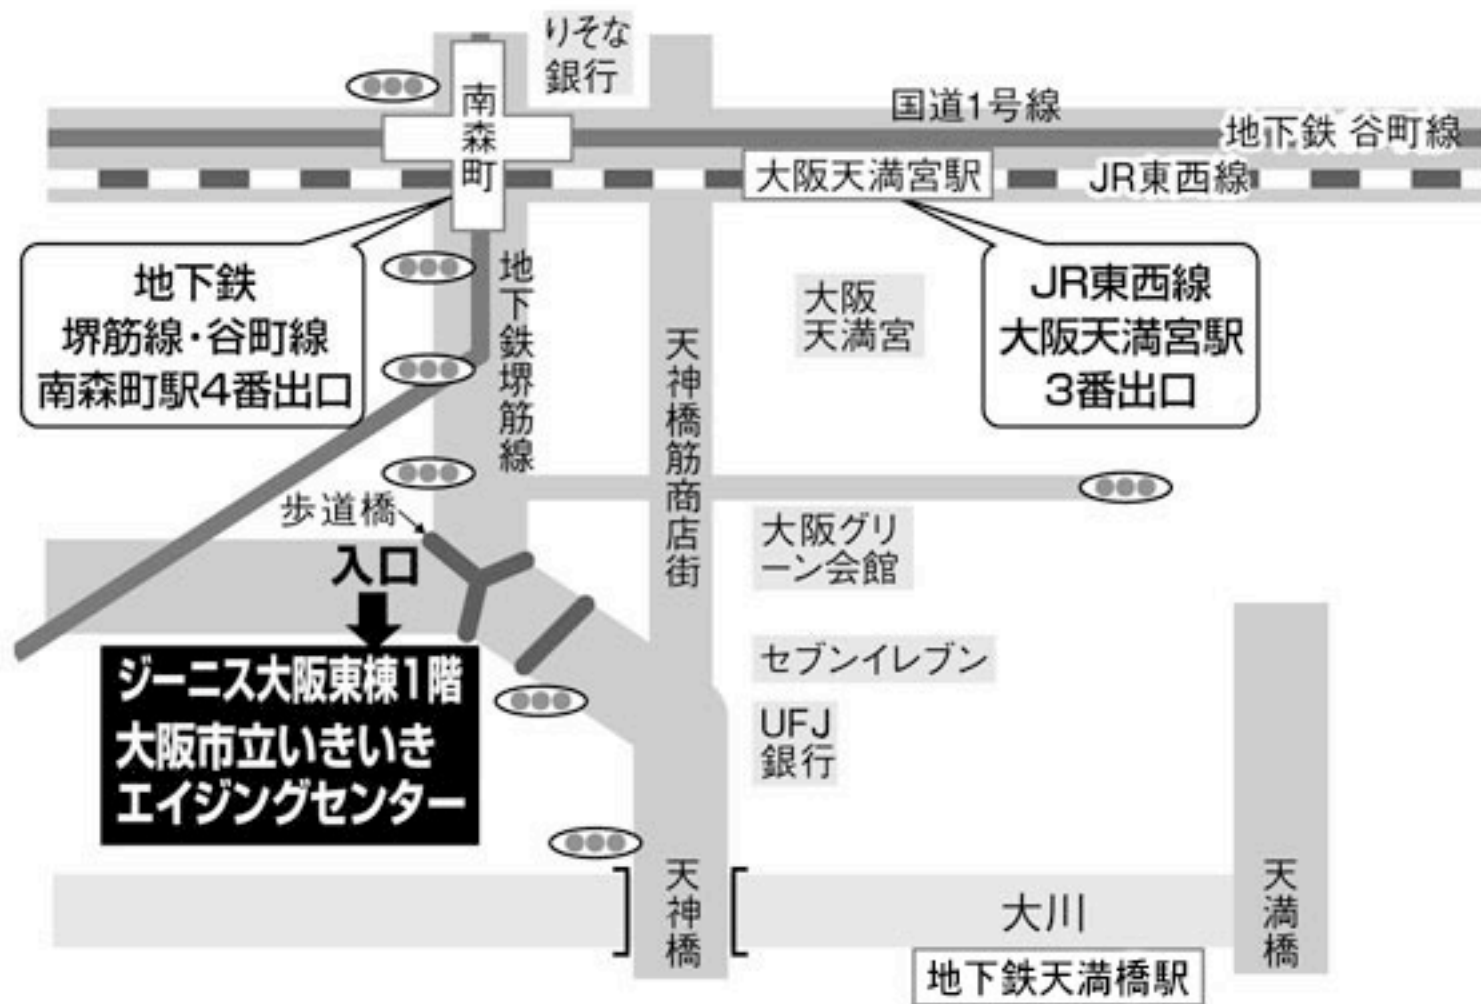 りそな
銀行
南森町
国道1号線
地下鉄 谷町線
大阪天満宮駅
JR東西線
地下鉄
堺筋線・谷町線
南森町駅4番出口
地下鉄堺筋線
天神橋筋商店街
大阪
天満宮
JR東西線
大阪天満宮駅
3番出口
歩道橋
入口
大阪グリ
ーン会館
ジーニス大阪東棟1階
大阪市立いきいき
エイジングセンター
セブンイレブン
UFJ
銀行
天神橋
大川
天満橋
地下鉄天満橋駅